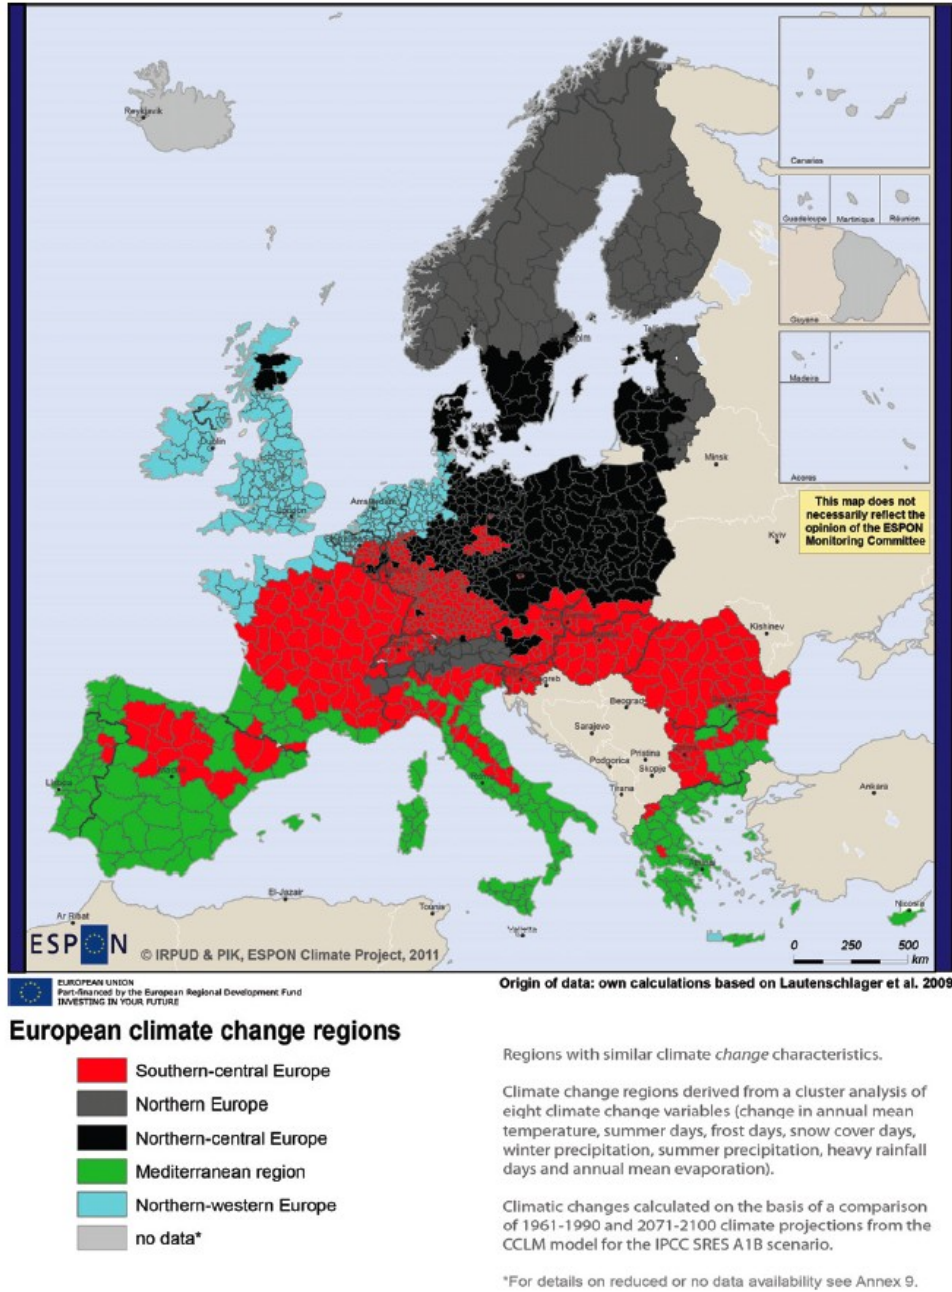 Reykjavik
Canarias
Guadeloupe
Martinique
Réunion
Guyane
Madeira
Acores
Dublin
London
Amsterdam
Minsk
This map does not
necessarily reflect the
opinion of the ESPON
Monitoring Committee
Kyiv
Kishinev
Zagreb
Beograd
Sarajevo
Podgorica
Pristina
Skopje
Tirana
Ankara
Lisboa
Ar Ribat
El-Jazair
Tounis
Valletta
Nicosia
ESPON
© IRPUD & PIK, ESPON Climate Project, 2011
0 250 500
km
EUROPEAN UNION
Part-financed by the European Regional Development Fund
INVESTING IN YOUR FUTURE
Origin of data: own calculations based on Lautenschlager et al. 2009
European climate change regions
Southern-central Europe
Northern Europe
Northern-central Europe
Mediterranean region
Northern-western Europe
no data*
Regions with similar climate change characteristics.
Climate change regions derived from a cluster analysis of
eight climate change variables (change in annual mean
temperature, summer days, frost days, snow cover days,
winter precipitation, summer precipitation, heavy rainfall
days and annual mean evaporation).
Climatic changes calculated on the basis of a comparison
of 1961-1990 and 2071-2100 climate projections from the
CCLM model for the IPCC SRES A1B scenario.
*For details on reduced or no data availability see Annex 9.